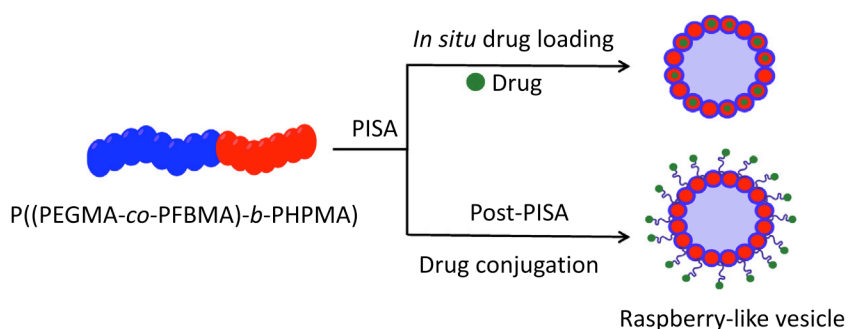 In situ drug loading
Drug
PISA
P((PEGMA-co-PFBMA)-b-PHPMA)
Post-PISA
Drug conjugation
Raspberry-like vesicle